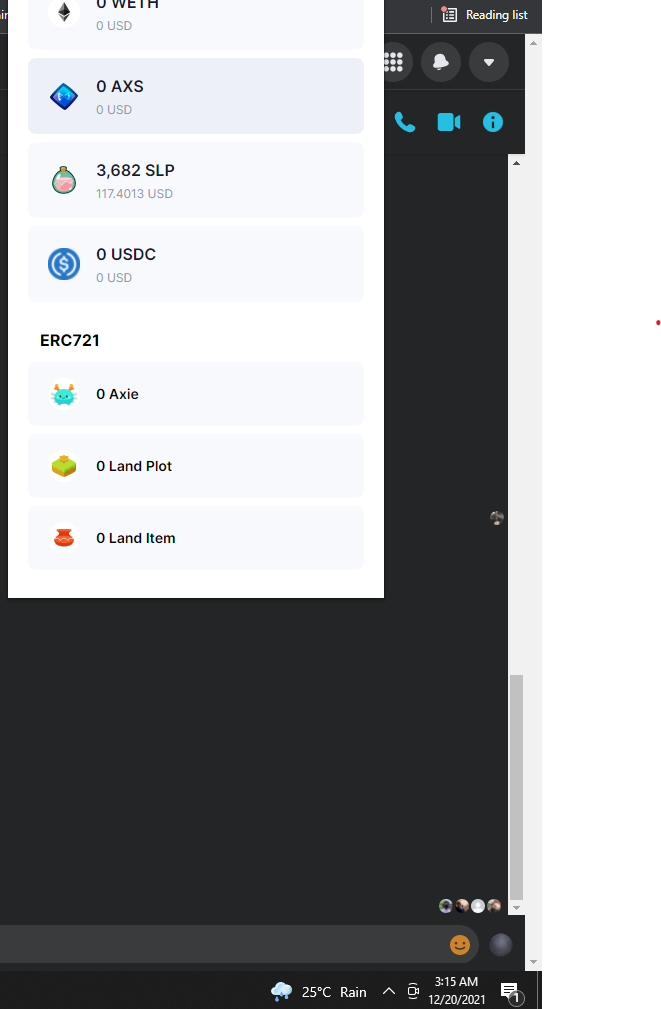 Reading list
0 WETH
0 USD
0 AXS
0 USD
3,682 SLP
117.4013 USD
0 USDC
0 USD
ERC721
0 Axie
0 Land Plot
0 Land Item
25°C Rain
3:15 AM
12/20/2021
1